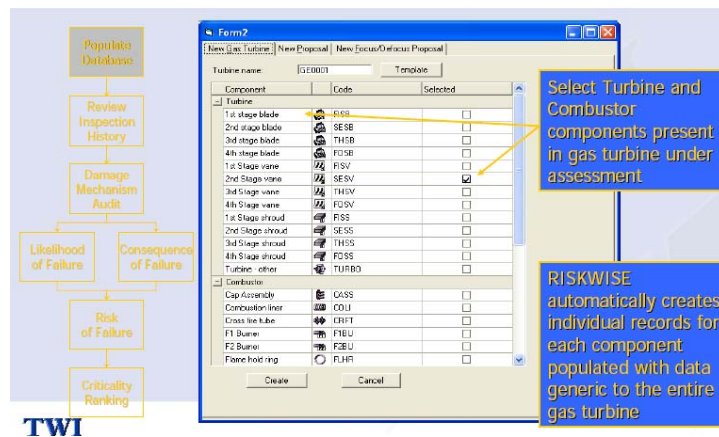 Populate
Database
Review
Inspection
History
Damage
Mechanism
Audit
Likelihood
of Failure
Consequence
of Failure
Risk
of Failure
Criticality
Ranking
TWI
Form2
New Gas Turbine New Proposal New Focus/Defocus Proposal
Turbine name: GE0001 Template
Component Code Selected
Turbine
1st stage blade FISB
2nd stage blade SESB
3rd stage blade THSB
4th stage blade FOSB
1st Stage vane FISV
2nd Stage vane SESV
3rd Stage vane THSV
4th Stage vane FOSV
1st Stage shroud FISS
2nd Stage shroud SESS
3rd Stage shroud THSS
4th Stage shroud FOSS
Turbine - other TURBO
Combustor
Cap Assembly CASS
Combustion liner COLI
Cross fire tube CRFT
F1 Burner F1BU
F2 Burner F2BU
Flame hold ring FLHR
Create Cancel
Select Turbine and
Combustor
components present
in gas turbine under
assessment
RISKWISE
automatically creates
individual records for
each component
populated with data
generic to the entire
gas turbine